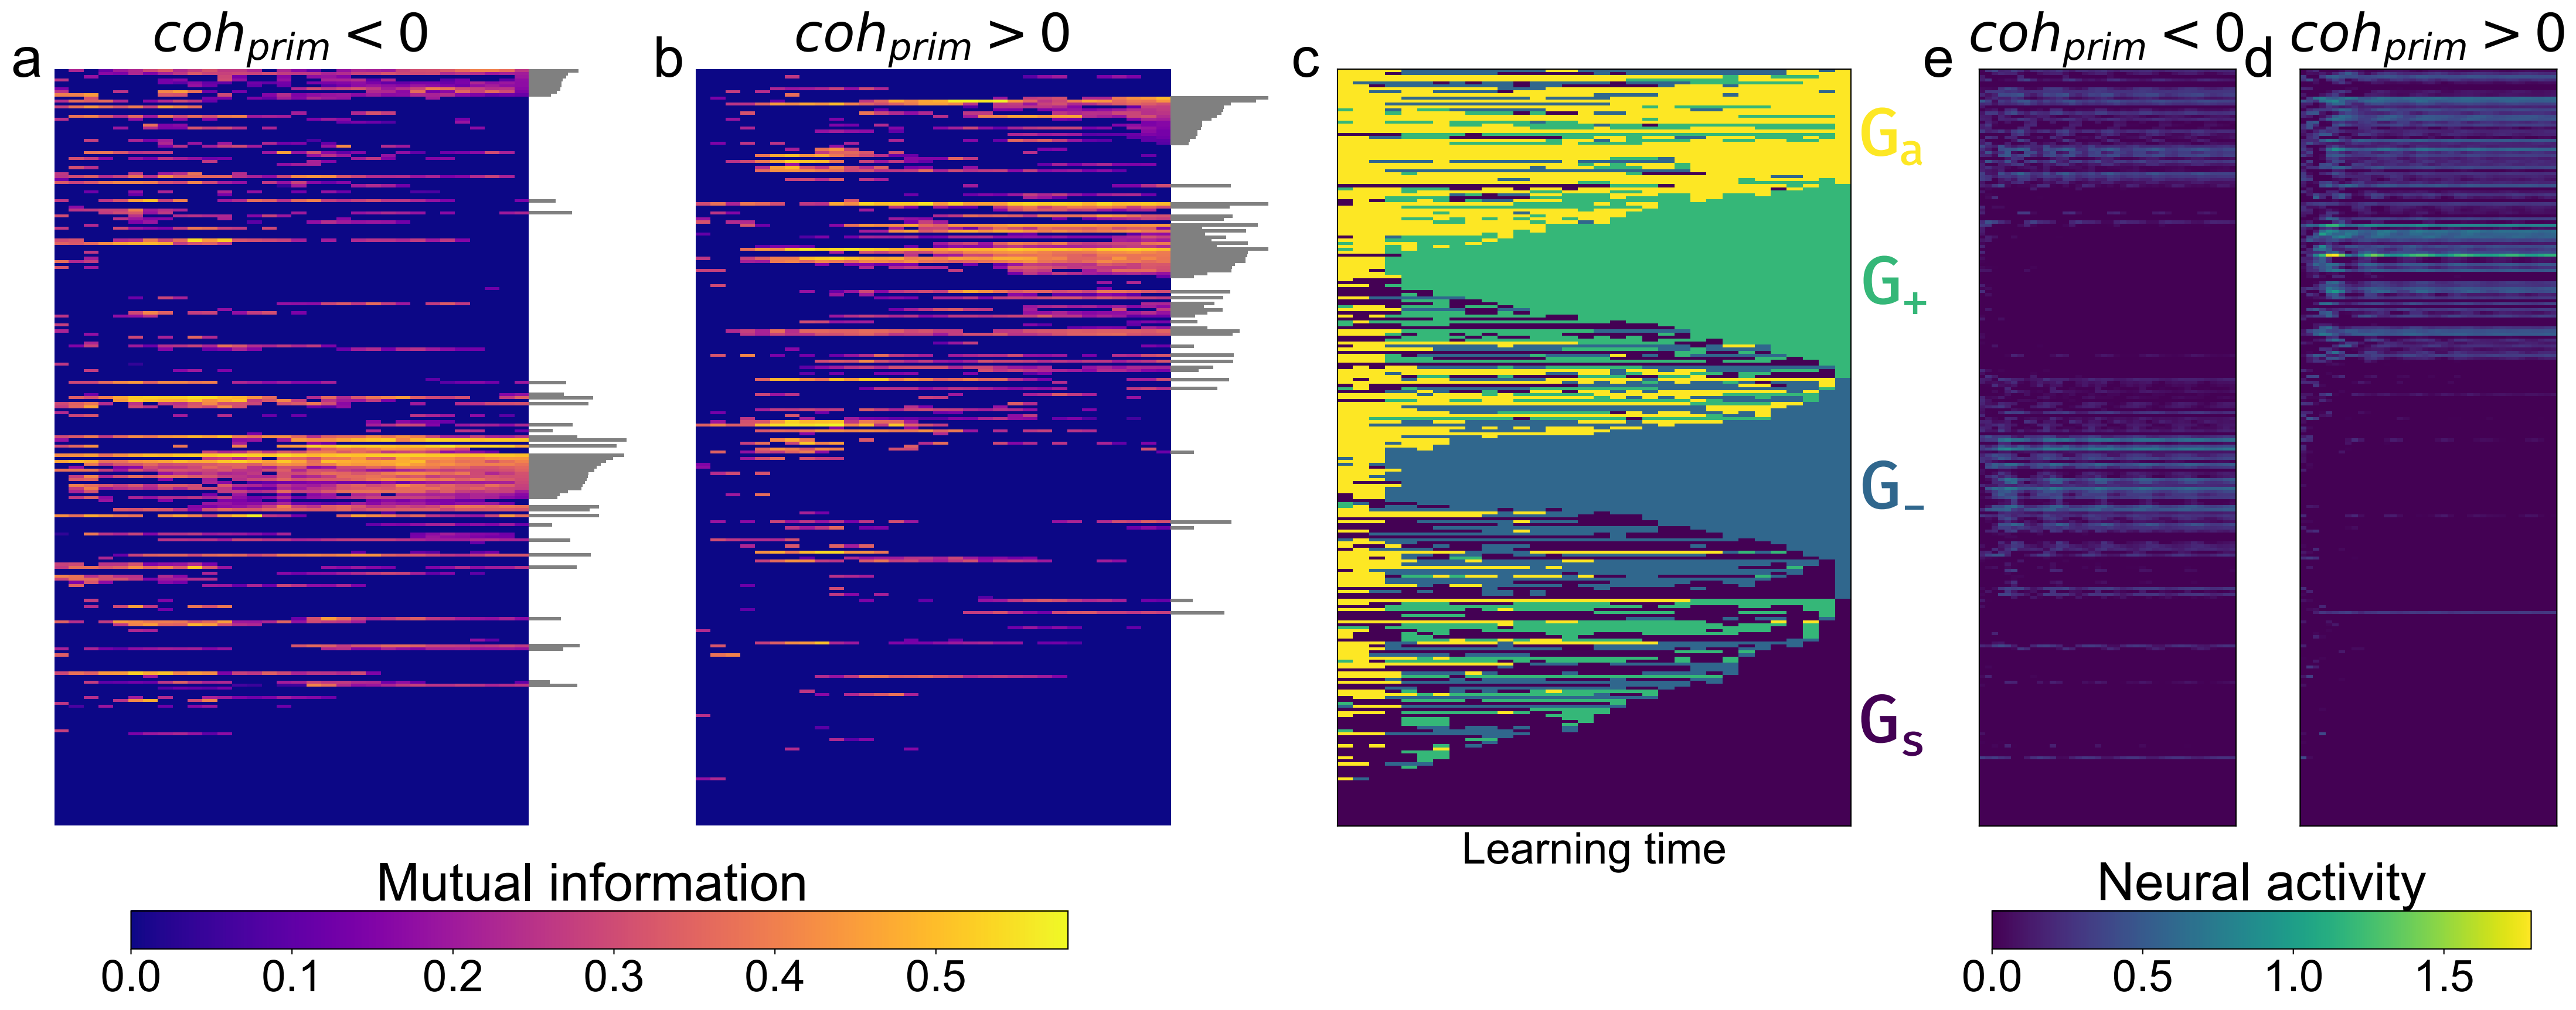 a
coh_prim < 0
b
coh_prim > 0
c
e
coh_prim < 0
d
coh_prim > 0
G_a
G_+
G_−
G_s
Learning time
Mutual information
0.0 0.1 0.2 0.3 0.4 0.5
Neural activity
0.0 0.5 1.0 1.5